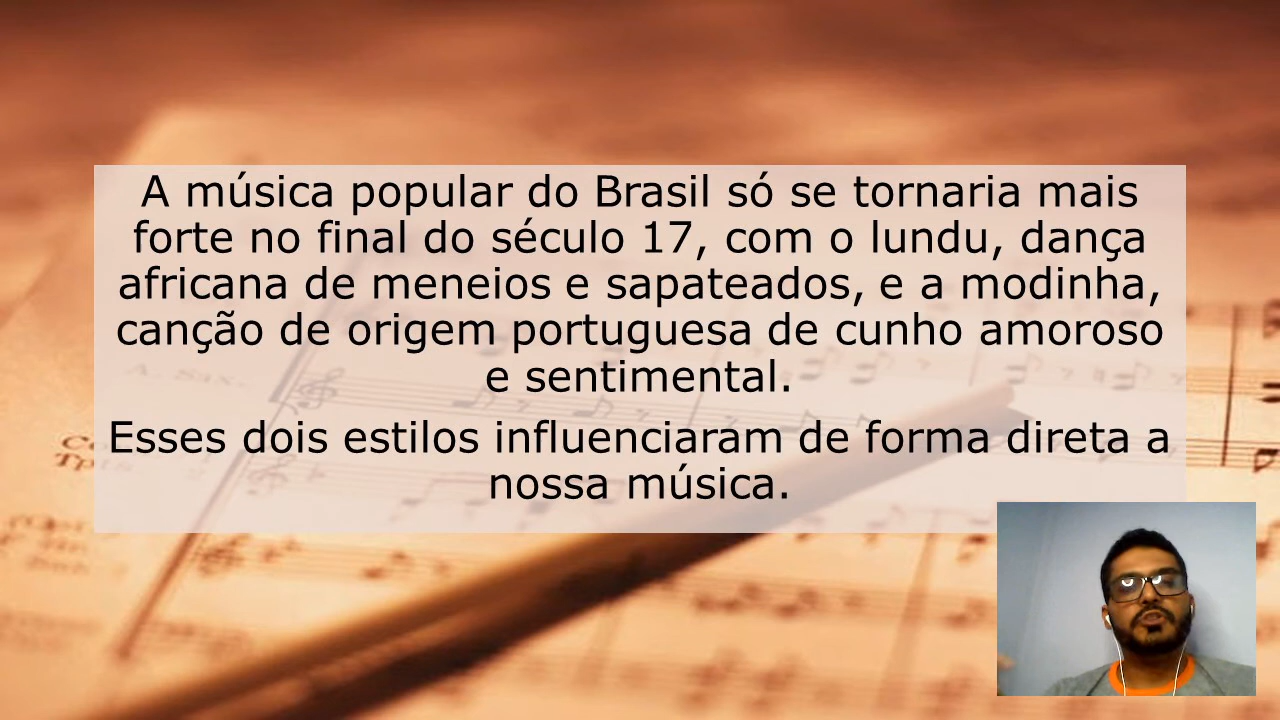 A música popular do Brasil só se tornaria mais
forte no final do século 17, com o lundu, dança
africana de meneios e sapateados, e a modinha,
canção de origem portuguesa de cunho amoroso
e sentimental.
Esses dois estilos influenciaram de forma direta a
nossa música.
A. Sax.